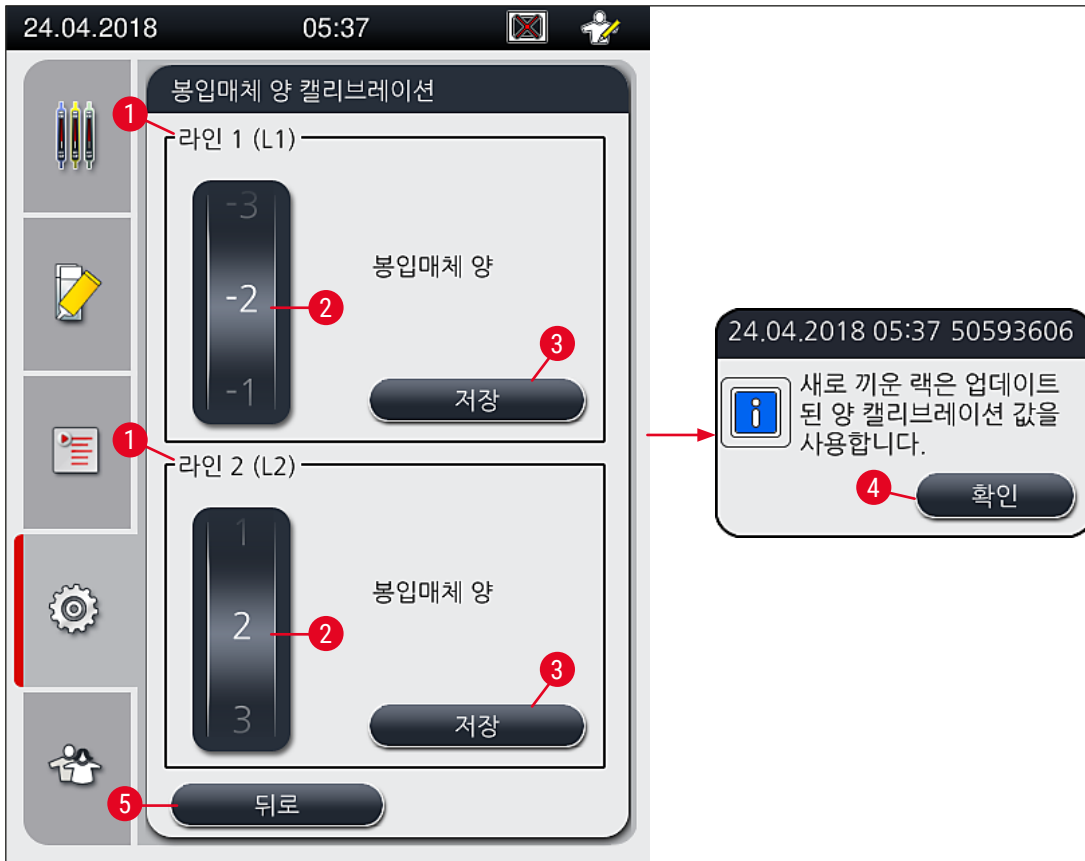 24.04.2018 05:37
봉입매체 양 캘리브레이션
1
라인 1 (L1)
-3
-2
-1
2
봉입매체 양
3
저장
1
라인 2 (L2)
1
2
3
2
봉입매체 양
3
저장
5
뒤로
24.04.2018 05:37 50593606
새로 끼운 랙은 업데이트
된 양 캘리브레이션 값을
사용합니다.
4
확인